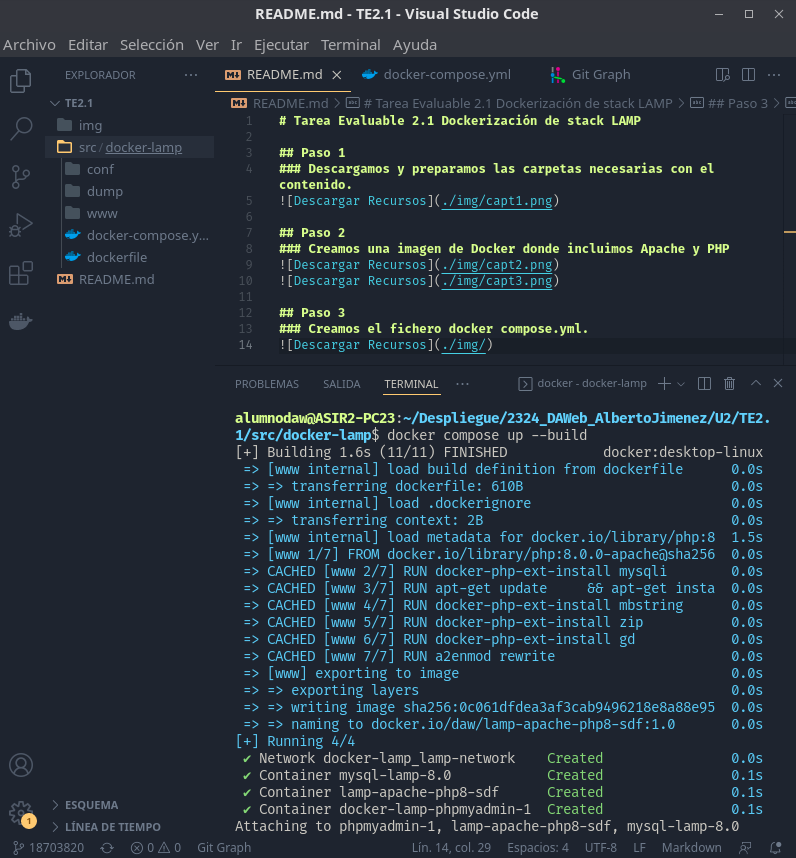 README.md - TE2.1 - Visual Studio Code
Archivo Editar Selección Ver Ir Ejecutar Terminal Ayuda
EXPLORADOR ···
README.md docker-compose.yml Git Graph ···
README.md > # Tarea Evaluable 2.1 Dockerización de stack LAMP > ## Paso 3 >
TE2.1
img
src / docker-lamp
conf
dump
www
docker-compose.y...
dockerfile
README.md
1 # Tarea Evaluable 2.1 Dockerización de stack LAMP
2
3 ## Paso 1
4 ### Descargamos y preparamos las carpetas necesarias con el
contenido.
5 ![Descargar Recursos](./img/capt1.png)
6
7 ## Paso 2
8 ### Creamos una imagen de Docker donde incluimos Apache y PHP
9 ![Descargar Recursos](./img/capt2.png)
10 ![Descargar Recursos](./img/capt3.png)
11
12 ## Paso 3
13 ### Creamos el fichero docker compose.yml.
14 ![Descargar Recursos](./img/)
PROBLEMAS SALIDA TERMINAL ··· docker - docker-lamp
alumnodaw@ASIR2-PC23:~/Despliegue/2324_DAWeb_AlbertoJimenez/U2/TE2.
1/src/docker-lamp$ docker compose up --build
[+] Building 1.6s (11/11) FINISHED docker:desktop-linux
=> [www internal] load build definition from dockerfile 0.0s
=> => transferring dockerfile: 610B 0.0s
=> [www internal] load .dockerignore 0.0s
=> => transferring context: 2B 0.0s
=> [www internal] load metadata for docker.io/library/php:8 1.5s
=> [www 1/7] FROM docker.io/library/php:8.0.0-apache@sha256 0.0s
=> CACHED [www 2/7] RUN docker-php-ext-install mysqli 0.0s
=> CACHED [www 3/7] RUN apt-get update && apt-get insta 0.0s
=> CACHED [www 4/7] RUN docker-php-ext-install mbstring 0.0s
=> CACHED [www 5/7] RUN docker-php-ext-install zip 0.0s
=> CACHED [www 6/7] RUN docker-php-ext-install gd 0.0s
=> CACHED [www 7/7] RUN a2enmod rewrite 0.0s
=> [www] exporting to image 0.0s
=> => exporting layers 0.0s
=> => writing image sha256:0c061dfdea3af3cab9496218e8a88e95 0.0s
=> => naming to docker.io/daw/lamp-apache-php8-sdf:1.0 0.0s
[+] Running 4/4
✔ Network docker-lamp_lamp-network Created 0.0s
✔ Container mysql-lamp-8.0 Created 0.1s
✔ Container lamp-apache-php8-sdf Created 0.1s
✔ Container docker-lamp-phpmyadmin-1 Created 0.1s
Attaching to phpmyadmin-1, lamp-apache-php8-sdf, mysql-lamp-8.0
ESQUEMA
1
LÍNEA DE TIEMPO
18703820 0 0 Git Graph Lín. 14, col. 29 Espacios: 4 UTF-8 LF Markdown